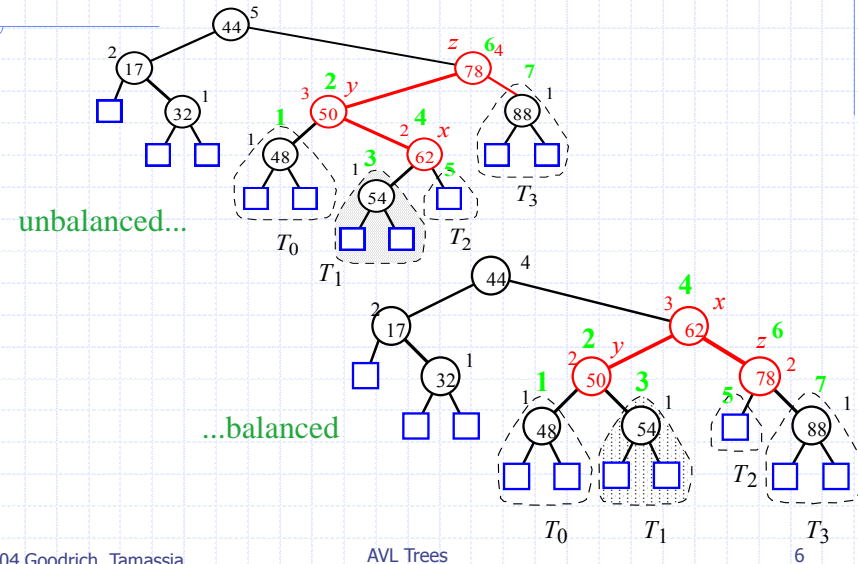 44 5
z 6 4
2 17
78
7
2
3 y
50
32 1
1
4
2 x
88 1
1 48
62
3
5
1 54
T3
unbalanced...
T0
T2
T1
44 4
4
3 x
62
2 17
2 y
2 50
z 6
78 2
32 1
1
3
5
7
1 48
54 1
88 1
...balanced
T2
T0
T1
T3
04 Goodrich, Tamassia
AVL Trees
6